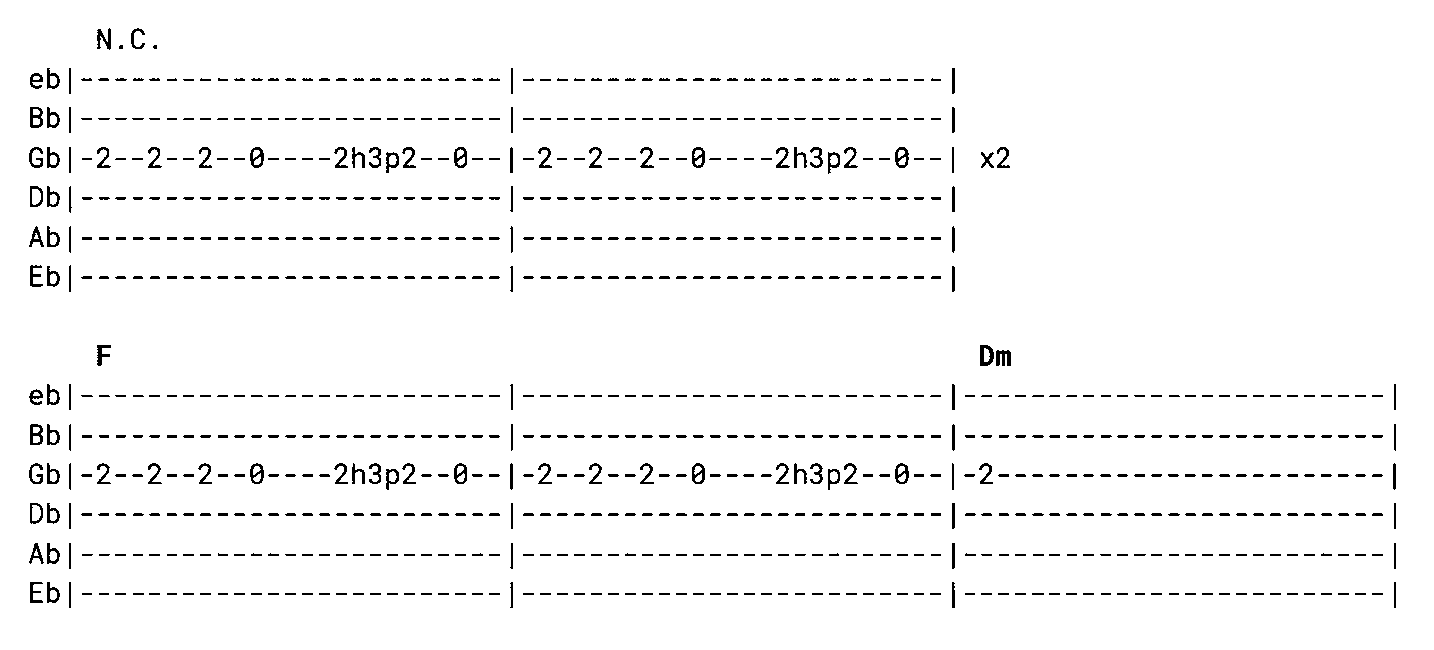 N.C.
eb|-------------------------|-------------------------|
Bb|-------------------------|-------------------------|
Gb|-2--2--2--0----2h3p2--0--|-2--2--2--0----2h3p2--0--| x2
Db|-------------------------|-------------------------|
Ab|-------------------------|-------------------------|
Eb|-------------------------|-------------------------|
F Dm
eb|-------------------------|-------------------------|-------------------------|
Bb|-------------------------|-------------------------|-------------------------|
Gb|-2--2--2--0----2h3p2--0--|-2--2--2--0----2h3p2--0--|-2-----------------------|
Db|-------------------------|-------------------------|-------------------------|
Ab|-------------------------|-------------------------|-------------------------|
Eb|-------------------------|-------------------------|-------------------------|